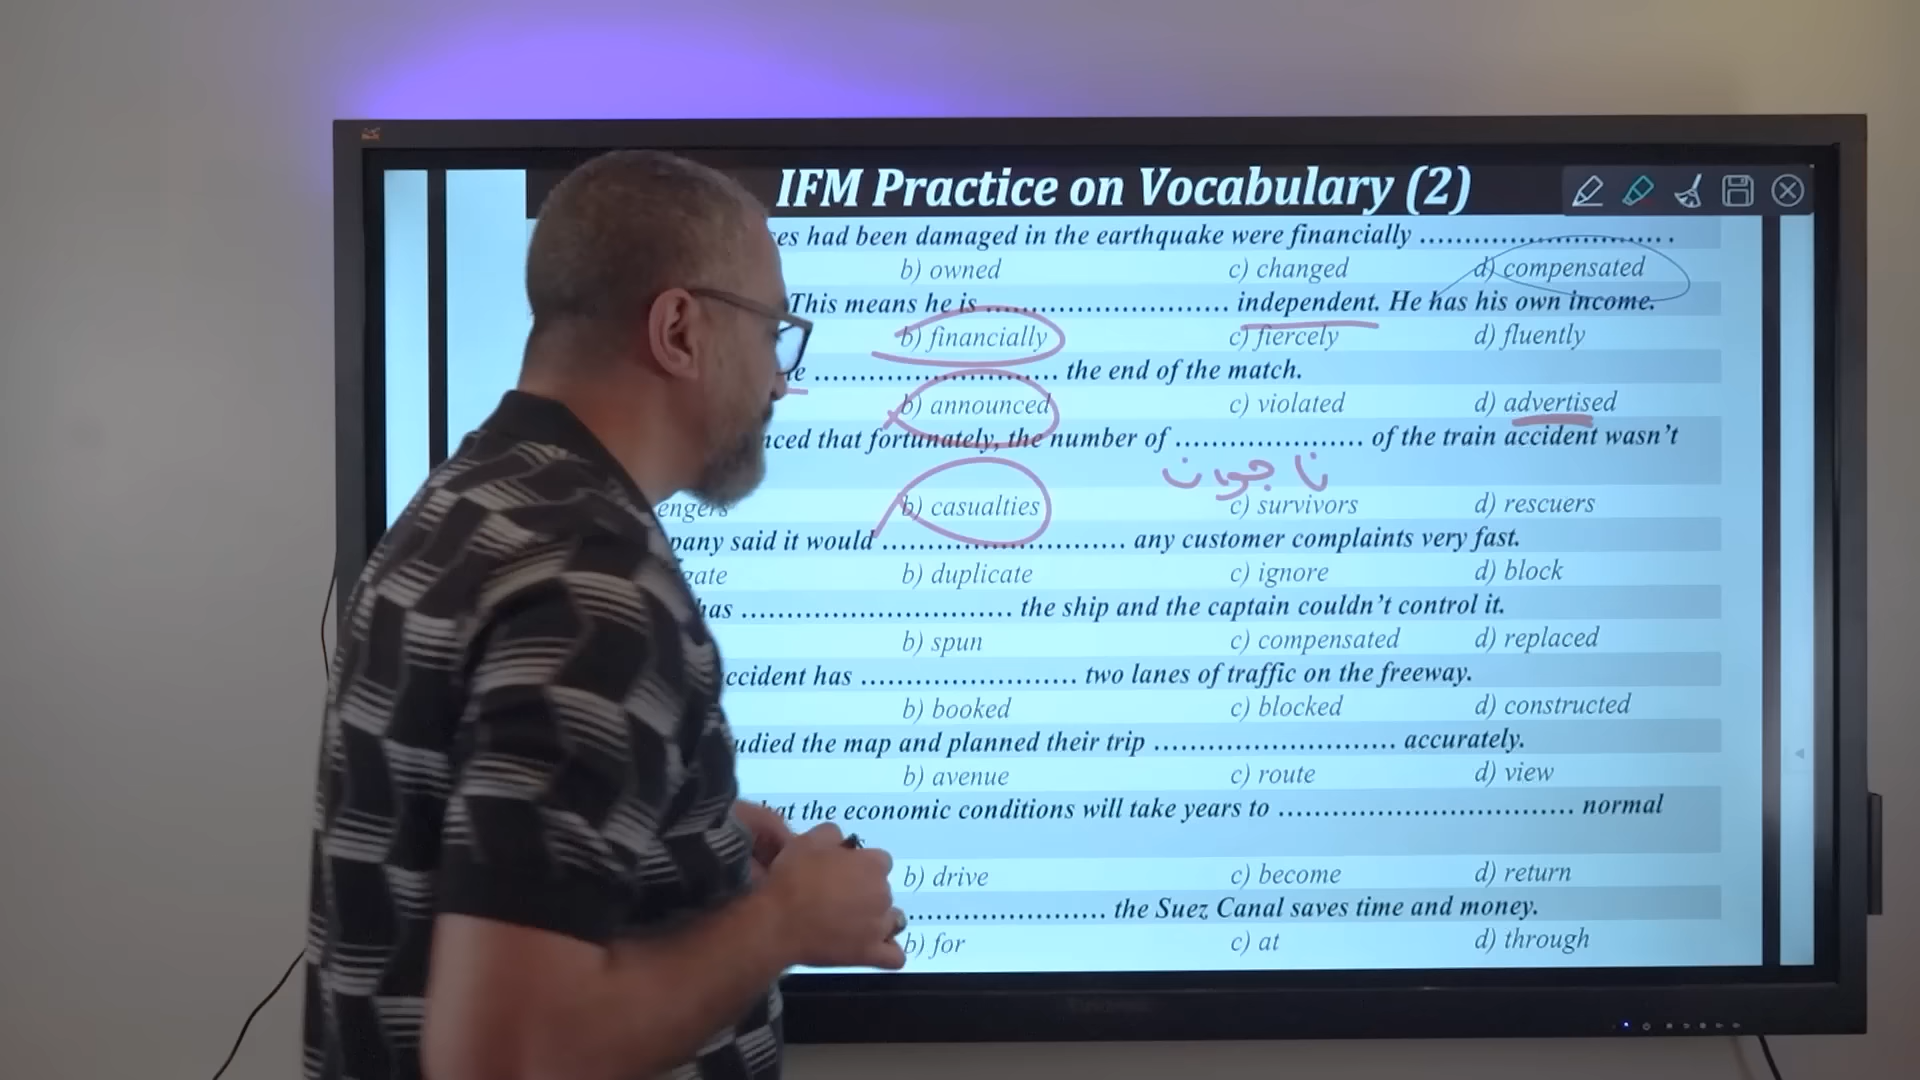 IFM Practice on Vocabulary (2)
had been damaged in the earthquake were financially ........................... .
b) owned c) changed d) compensated
This means he is ........................... independent. He has his own income.
b) financially c) fiercely d) fluently
........................... the end of the match.
b) announced c) violated d) advertised
that fortunately, the number of ..................... of the train accident wasn't
ناجون
b) casualties c) survivors d) rescuers
said it would ........................... any customer complaints very fast.
b) duplicate c) ignore d) block
has .............................. the ship and the captain couldn't control it.
b) spun c) compensated d) replaced
has ........................ two lanes of traffic on the freeway.
b) booked c) blocked d) constructed
the map and planned their trip ........................... accurately.
b) avenue c) route d) view
the economic conditions will take years to ................................. normal
b) drive c) become d) return
...................... the Suez Canal saves time and money.
b) for c) at d) through